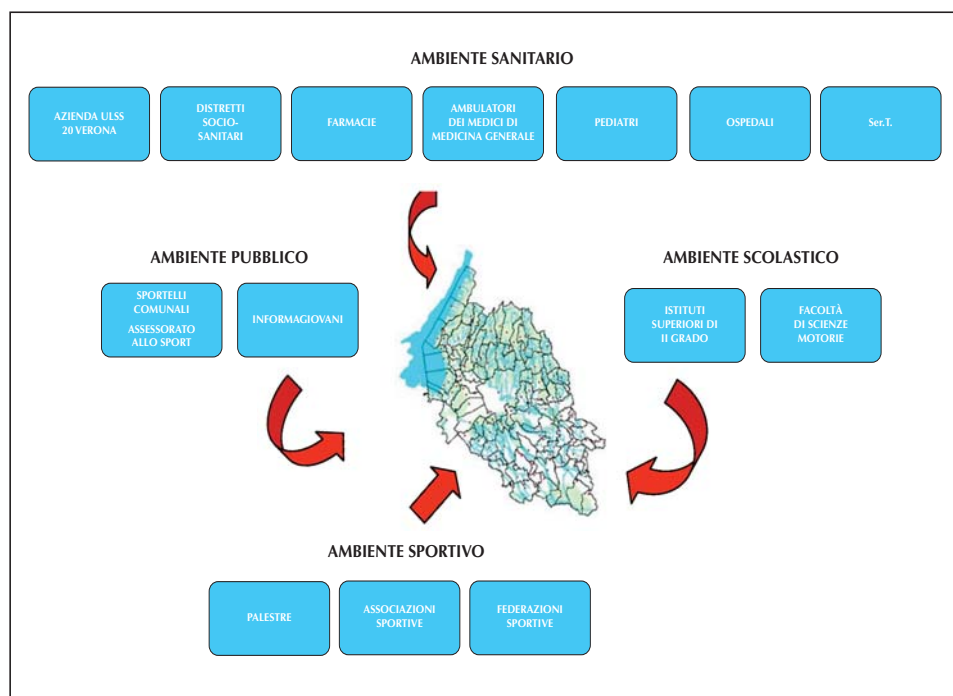 AMBIENTE SANITARIO
AZIENDA ULSS
20 VERONA
DISTRETTI
SOCIO-
SANITARI
FARMACIE
AMBULATORI
DEI MEDICI DI
MEDICINA GENERALE
PEDIATRI
OSPEDALI
Ser.T.
AMBIENTE PUBBLICO
SPORTELLI
COMUNALI
ASSESSORATO
ALLO SPORT
INFORMAGIOVANI
AMBIENTE SCOLASTICO
ISTITUTI
SUPERIORI DI
II GRADO
FACOLTÀ
DI SCIENZE
MOTORIE
AMBIENTE SPORTIVO
PALESTRE
ASSOCIAZIONI
SPORTIVE
FEDERAZIONI
SPORTIVE